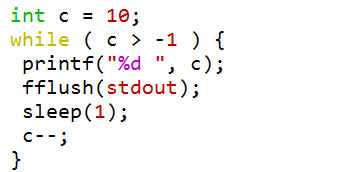 int c = 10;
while ( c > -1 ) {
 printf("%d ", c);
 fflush(stdout);
 sleep(1);
 c--;
}